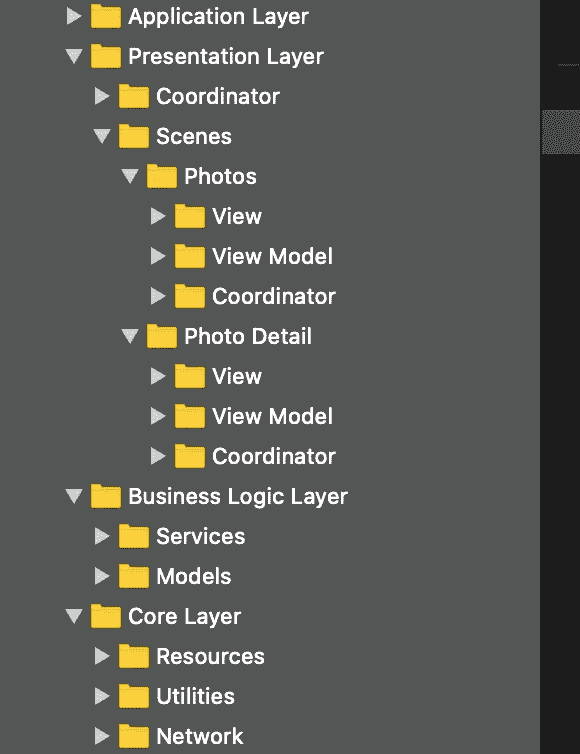 Application Layer
Presentation Layer
Coordinator
Scenes
Photos
View
View Model
Coordinator
Photo Detail
View
View Model
Coordinator
Business Logic Layer
Services
Models
Core Layer
Resources
Utilities
Network